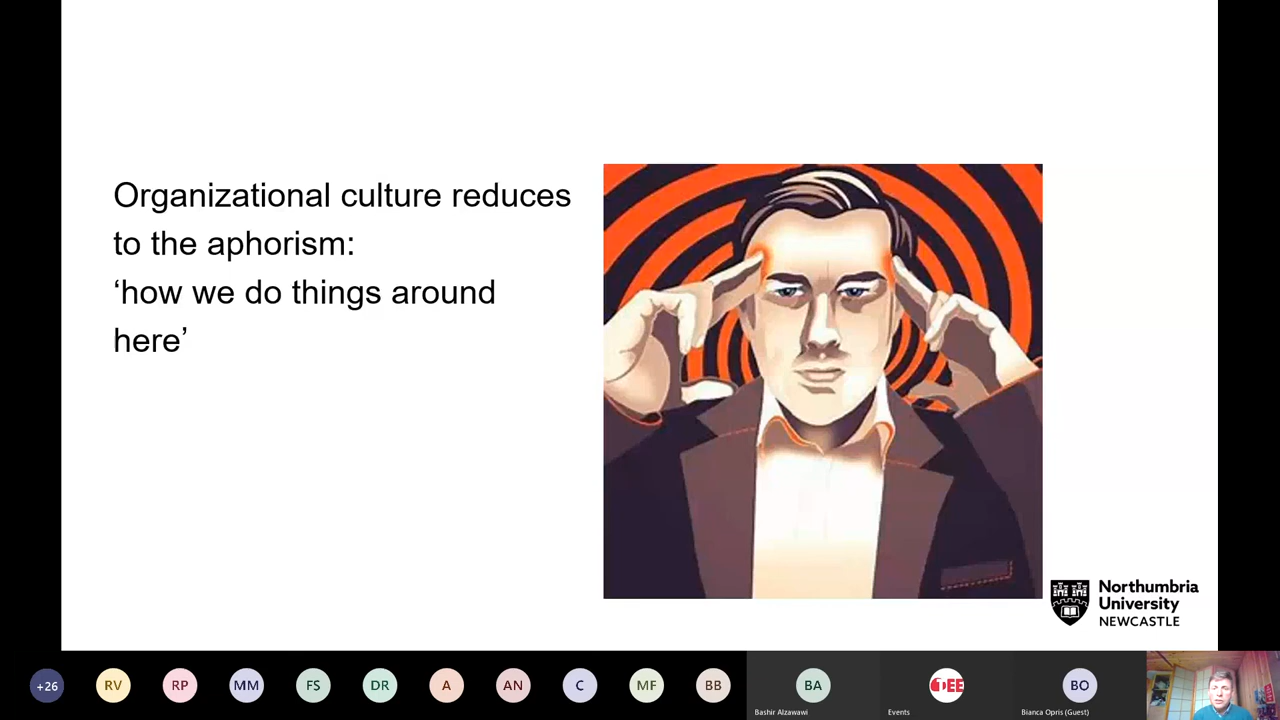 Organizational culture reduces
to the aphorism:
‘how we do things around
here’
Northumbria
University
NEWCASTLE
+26
RV
RP
MM
FS
DR
A
AN
C
MF
BB
BA
Bashir Alzawawi
DEE
Events
BO
Bianca Opris (Guest)